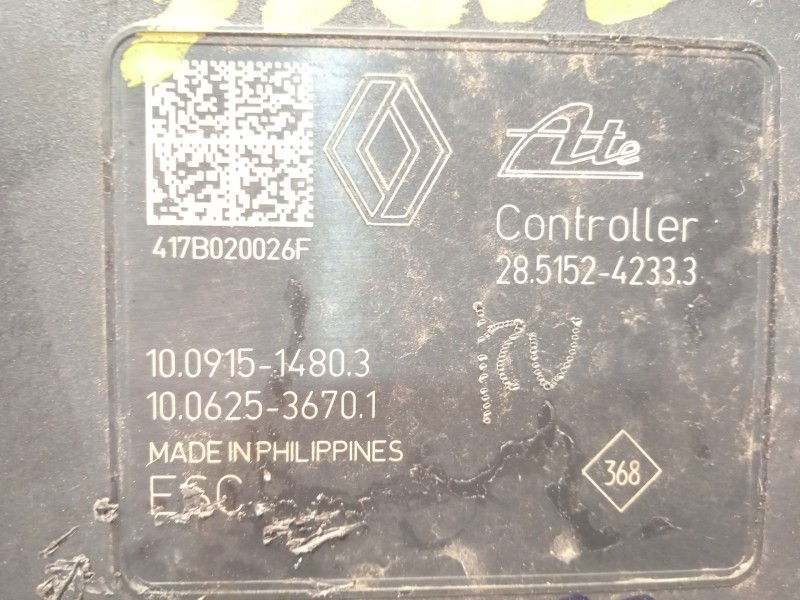 Ate
Controller
28.5152-4233.3
417B020026F
10.0915-1480.3
10.0625-3670.1
MADE IN PHILIPPINES
ESC
368